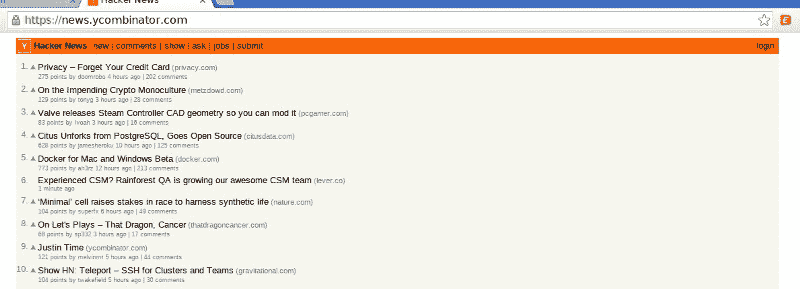 Hacker News
https://news.ycombinator.com
Y Hacker News new | comments | show | ask | jobs | submit login
1. Privacy – Forget Your Credit Card (privacy.com)
275 points by doomrobo 4 hours ago | 202 comments
2. On the Impending Crypto Monoculture (metzdowd.com)
129 points by tonyg 3 hours ago | 23 comments
3. Valve releases Steam Controller CAD geometry so you can mod it (pcgamer.com)
83 points by 3 hours ago | 16 comments
4. Citus Unforks from PostgreSQL, Goes Open Source (citusdata.com)
628 points by jamesheroku 10 hours ago | 125 comments
5. Docker for Mac and Windows Beta (docker.com)
773 points by ah3rz 12 hours ago | 213 comments
6. Experienced CSM? Rainforest QA is growing our awesome CSM team (lever.co)
1 minute ago
7. 'Minimal' cell raises stakes in race to harness synthetic life (nature.com)
104 points by superfx 6 hours ago | 49 comments
8. On Let's Plays – That Dragon, Cancer (thatdragoncancer.com)
points by sp332 3 hours ago | 17 comments
9. Justin Time (ycombinator.com)
121 points by 5 hours ago | 44 comments
10. Show HN: Teleport – SSH for Clusters and Teams (gravitational.com)
104 points by twakefield 5 hours ago | 30 comments